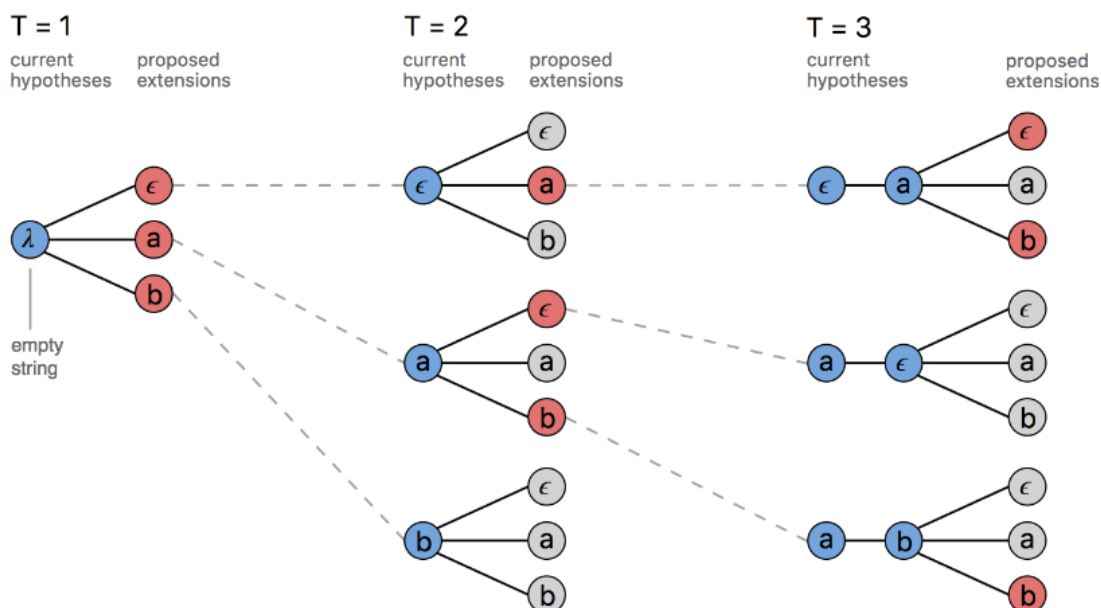 T = 1
current hypotheses
proposed extensions
λ
ϵ
a
b
empty string
T = 2
current hypotheses
proposed extensions
ϵ
ϵ
a
b
a
ϵ
a
b
b
ϵ
a
b
T = 3
current hypotheses
proposed extensions
ϵ a
ϵ
a
b
a ϵ
ϵ
a
b
a b
ϵ
a
b